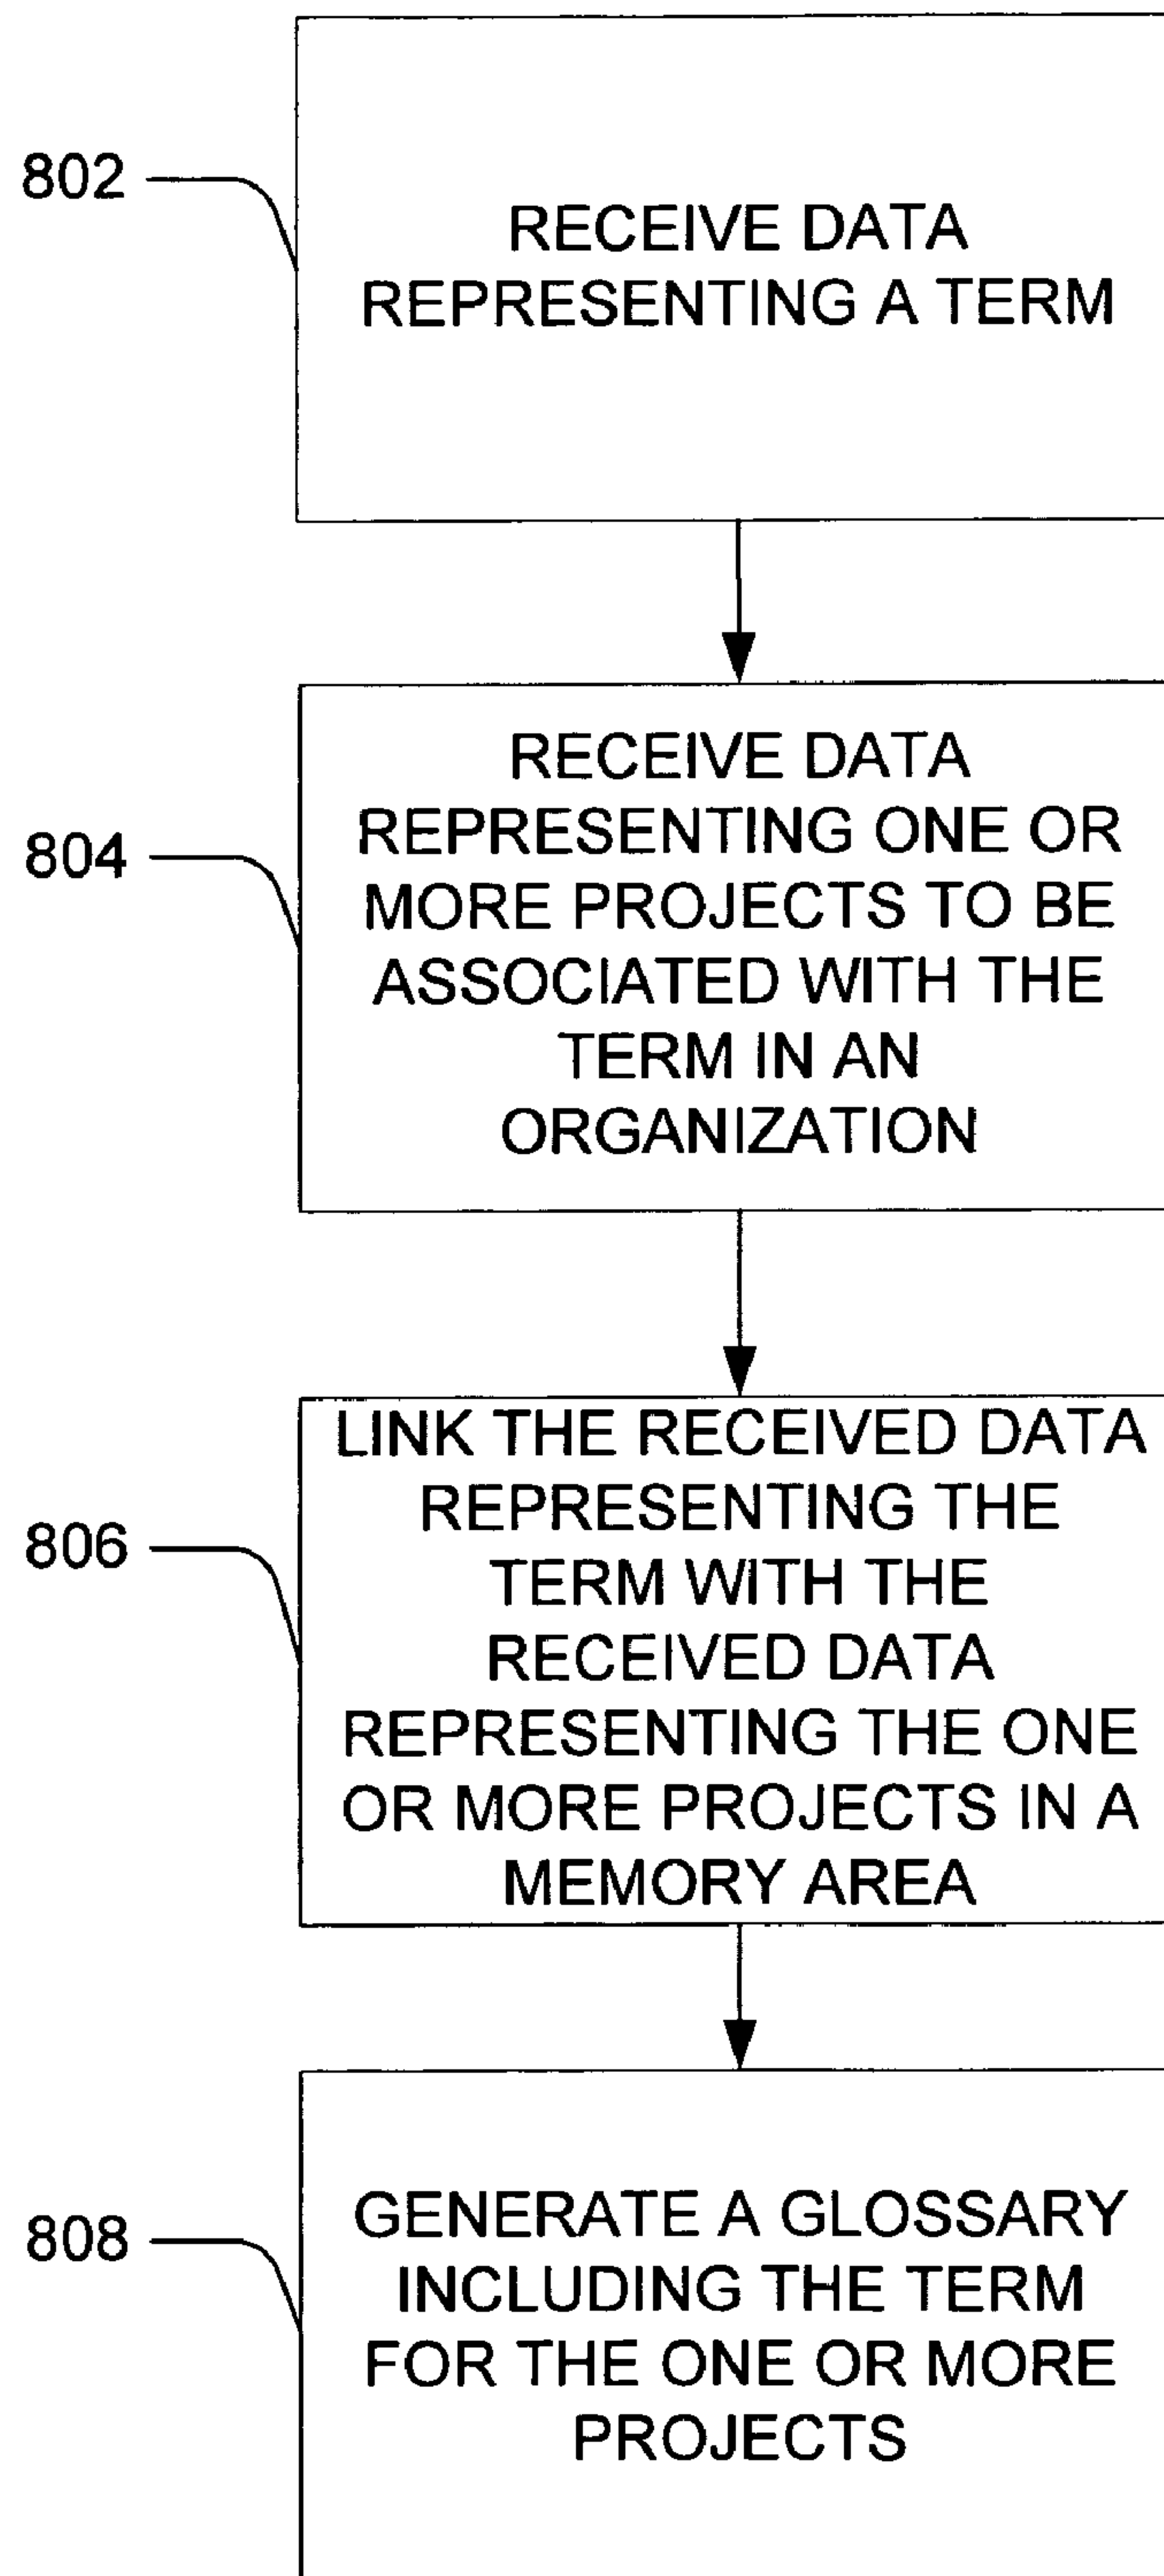 802
RECEIVE DATA
REPRESENTING A TERM
804
RECEIVE DATA
REPRESENTING ONE OR
MORE PROJECTS TO BE
ASSOCIATED WITH THE
TERM IN AN
ORGANIZATION
806
LINK THE RECEIVED DATA
REPRESENTING THE
TERM WITH THE
RECEIVED DATA
REPRESENTING THE ONE
OR MORE PROJECTS IN A
MEMORY AREA
808
GENERATE A GLOSSARY
INCLUDING THE TERM
FOR THE ONE OR MORE
PROJECTS